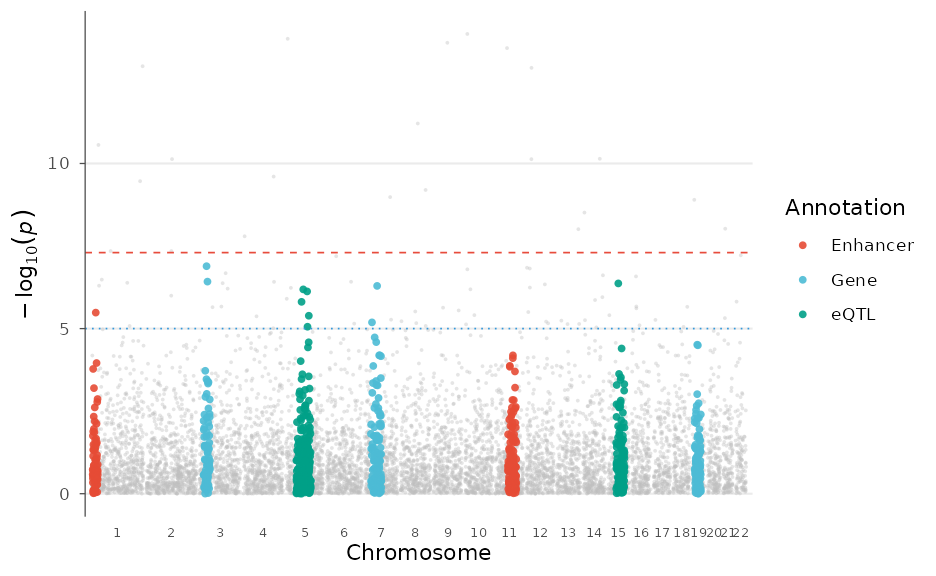 10
5
0
− log10(p)
1 2 3 4 5 6 7 8 9 10 11 12 13 14 15 16 17 18 19 20 21 22
Chromosome
Annotation
Enhancer
Gene
eQTL